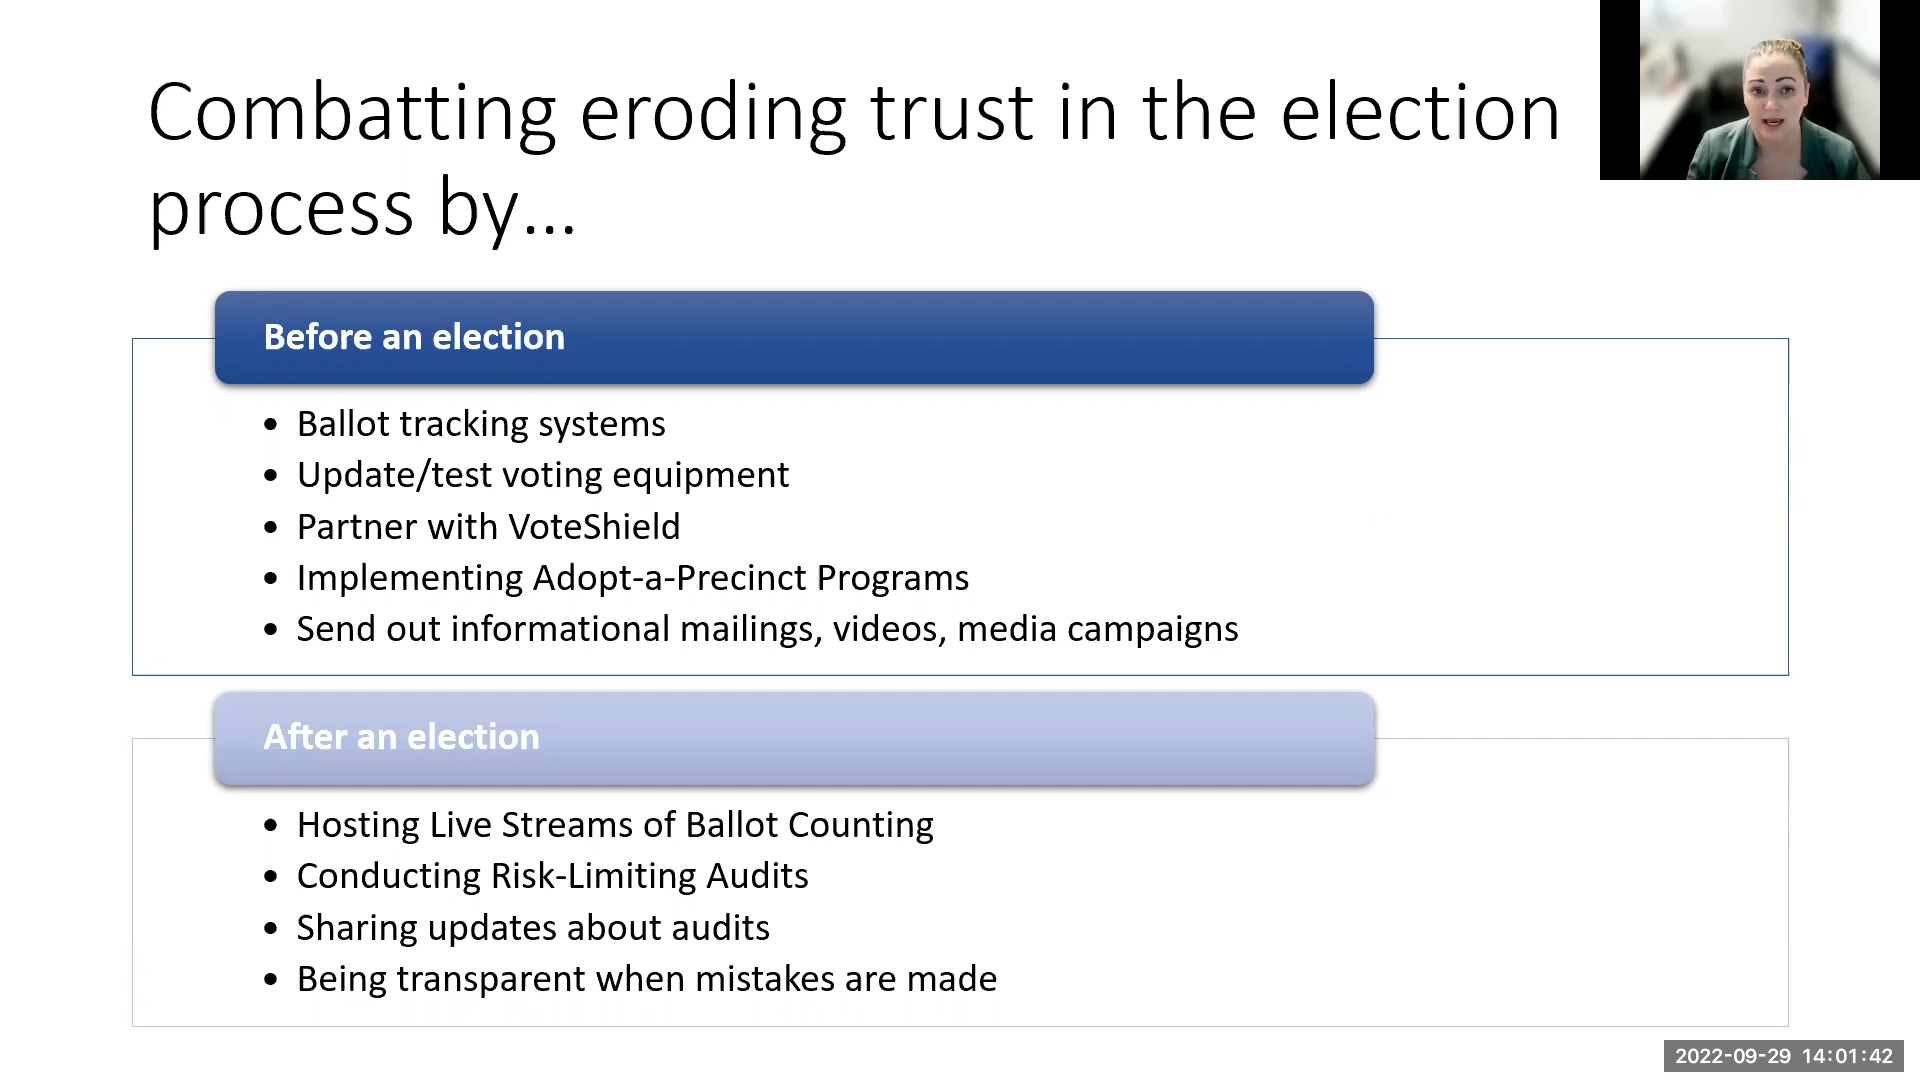 Combatting eroding trust in the election
process by...
Before an election
• Ballot tracking systems
• Update/test voting equipment
• Partner with VoteShield
• Implementing Adopt-a-Precinct Programs
• Send out informational mailings, videos, media campaigns
After an election
• Hosting Live Streams of Ballot Counting
• Conducting Risk-Limiting Audits
• Sharing updates about audits
• Being transparent when mistakes are made
2022-09-29 14:01:42